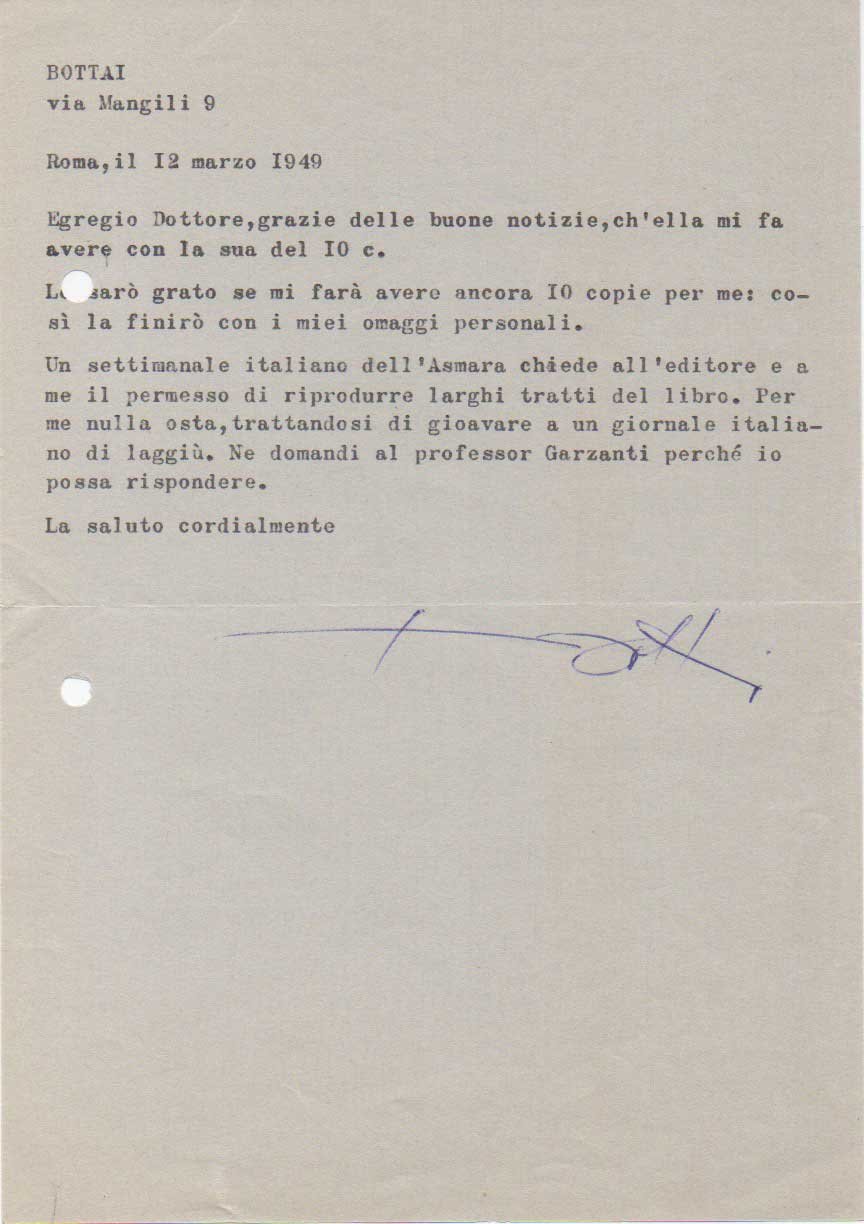 BOTTAI
via Mangili 9
Roma,il I2 marzo I949
Egregio Dottore,grazie delle buone notizie,ch'ella mi fa
avere con la sua del IO c.
sarò grato se mi farà avere ancora IO copie per me: co-
sì la finirò con i miei omaggi personali.
Un settimanale italiano dell'Asmara chiede all'editore e a
me il permesso di riprodurre larghi tratti del libro. Per
me nulla osta,trattandosi di gioavare a un giornale italia-
no di laggiù. Ne domandi al professor Garzanti perché io
possa rispondere.
La saluto cordialmente